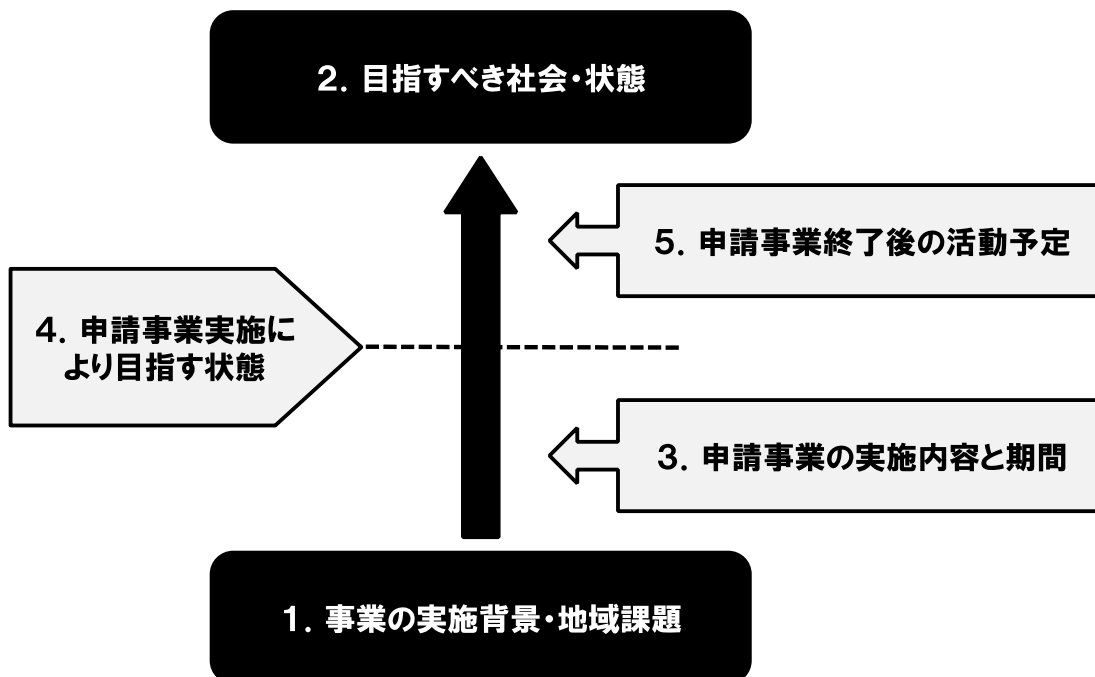 2. 目指すべき社会・状態
5. 申請事業終了後の活動予定
4. 申請事業実施に
より目指す状態
3. 申請事業の実施内容と期間
1. 事業の実施背景・地域課題